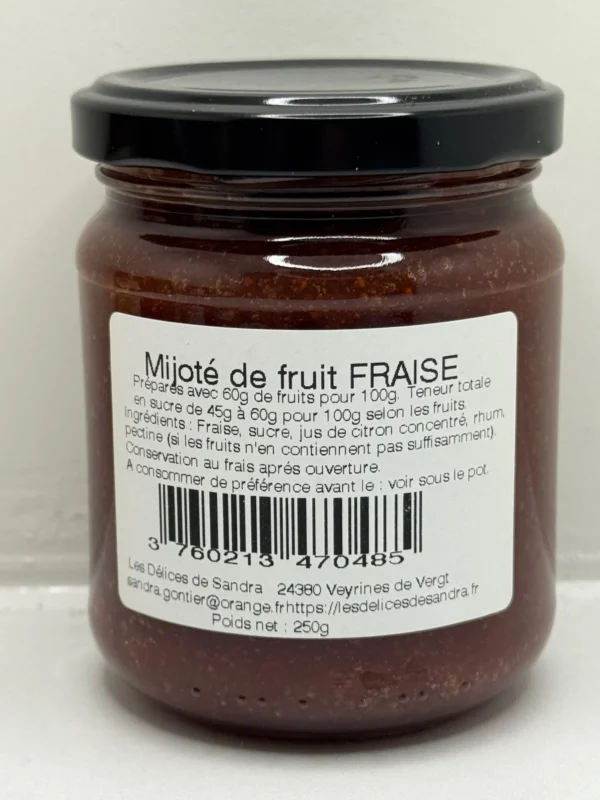 Mijoté de fruit FRAISE
Préparés avec 60g de fruits pour 100g. Teneur totale
en sucre de 45g à 60g pour 100g selon les fruits.
Ingrédients : Fraise, sucre, jus de citron concentré, rhum,
pectine (si les fruits n'en contiennent pas suffisamment).
Conservation au frais aprés ouverture.
A consommer de préférence avant le : voir sous le pot.
3 760213 470485
Les Délices de Sandra 24380 Veyrines de Vergt
sandra.gontier@orange.frhttps://lesdelicesdesandra.fr
Poids net : 250g